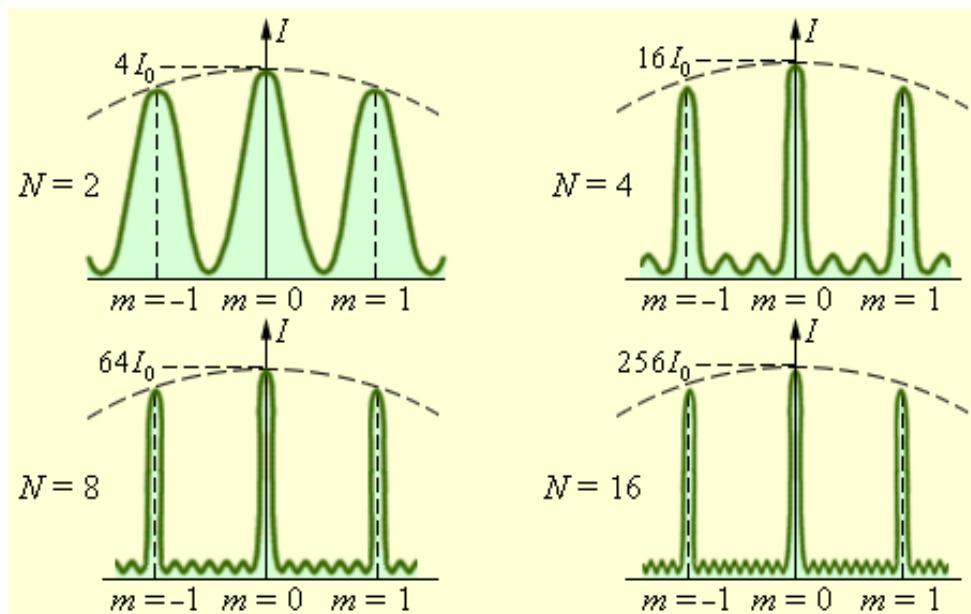 I
4I₀
N = 2
m = -1 m = 0 m = 1
I
16I₀
N = 4
m = -1 m = 0 m = 1
I
64I₀
N = 8
m = -1 m = 0 m = 1
I
256I₀
N = 16
m = -1 m = 0 m = 1